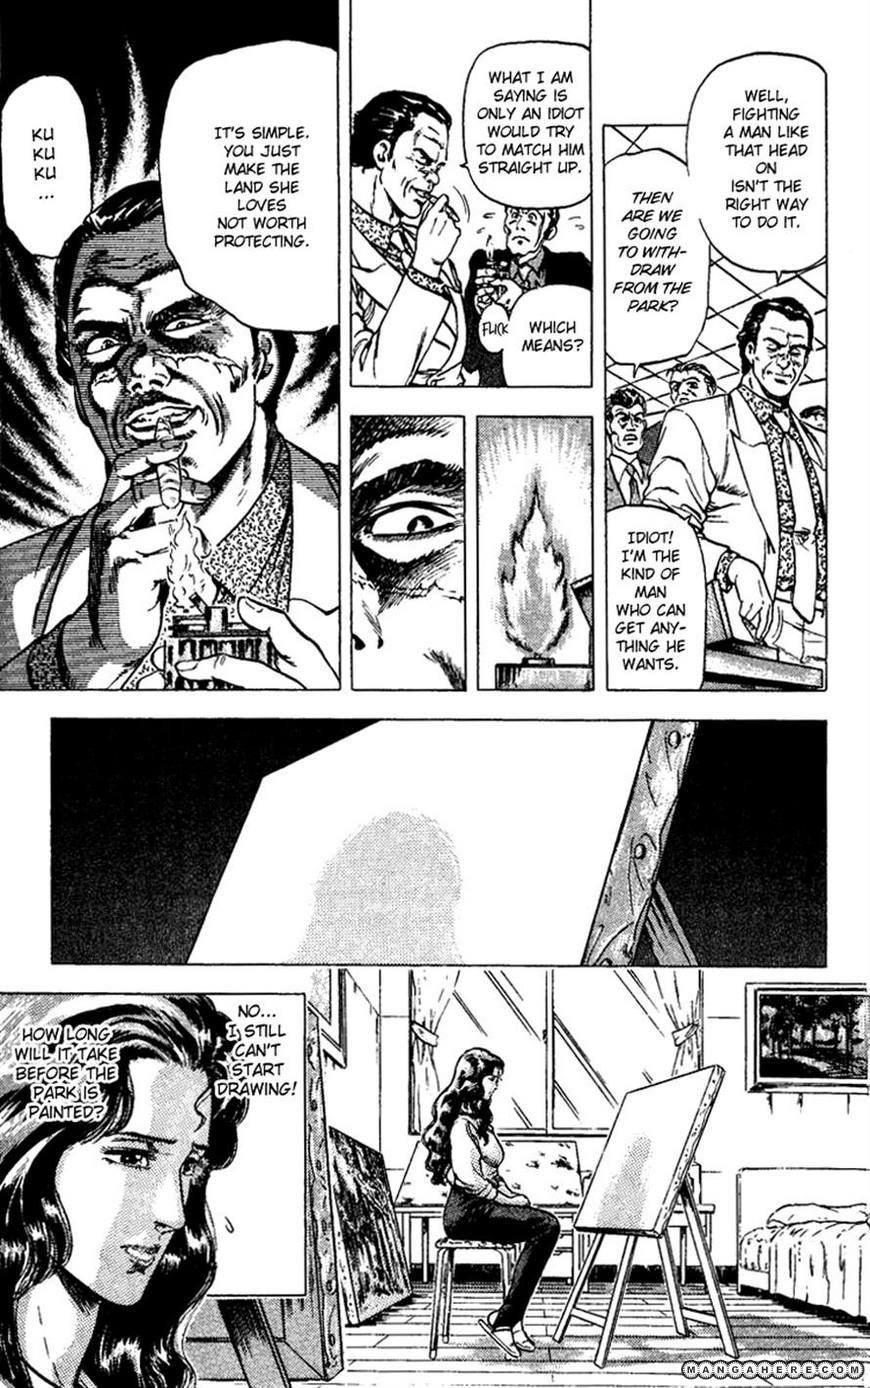 WELL,
FIGHTING
A MAN LIKE
THAT HEAD
ON
ISN'T THE
RIGHT WAY
TO DO IT.
THEN
ARE WE
GOING
TO WITH-
DRAW
FROM THE
PARK?
IDIOT!
I'M THE
KIND OF
MAN
WHO CAN
GET ANY-
THING HE
WANTS.
WHAT I AM
SAYING IS
ONLY AN IDIOT
WOULD TRY
TO MATCH HIM
STRAIGHT UP.
FLICK
WHICH
MEANS?
IT'S SIMPLE.
YOU JUST
MAKE THE
LAND SHE
LOVES
NOT WORTH
PROTECTING.
KU
KU
KU
...
NO...
I STILL
CAN'T
START
DRAWING!
HOW LONG
WILL IT TAKE
BEFORE THE
PARK IS
PAINTED?
MANGAHERE.COM